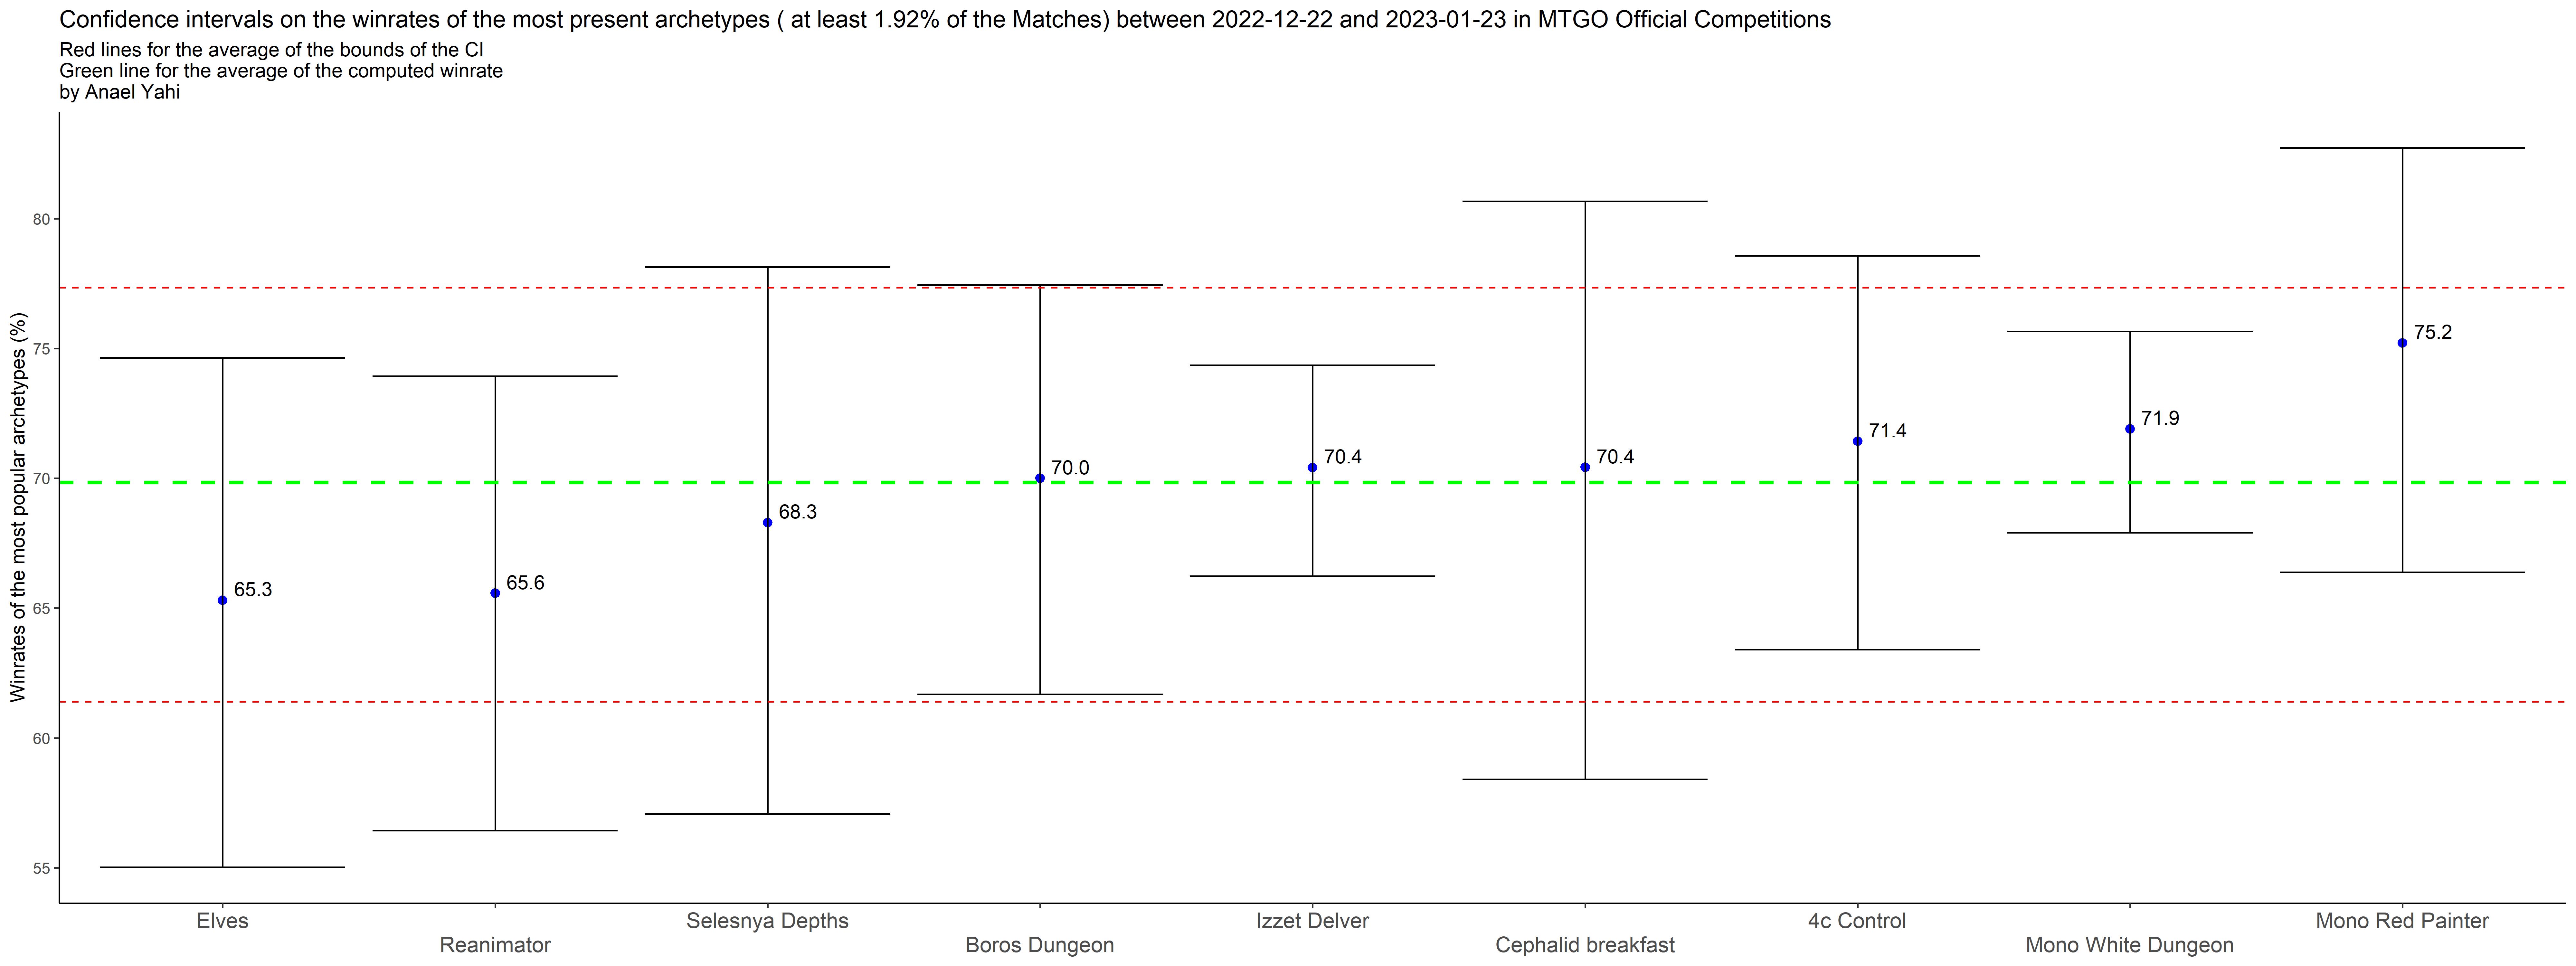 Confidence intervals on the winrates of the most present archetypes ( at least 1.92% of the Matches) between 2022-12-22 and 2023-01-23 in MTGO Official Competitions
Red lines for the average of the bounds of the CI
Green line for the average of the computed winrate
by Anael Yahi
Winrates of the most popular archetypes (%)
80
75
70
65
60
55
65.3
65.6
68.3
70.0
70.4
70.4
71.4
71.9
75.2
Elves
Reanimator
Selesnya Depths
Boros Dungeon
Izzet Delver
Cephalid breakfast
4c Control
Mono White Dungeon
Mono Red Painter